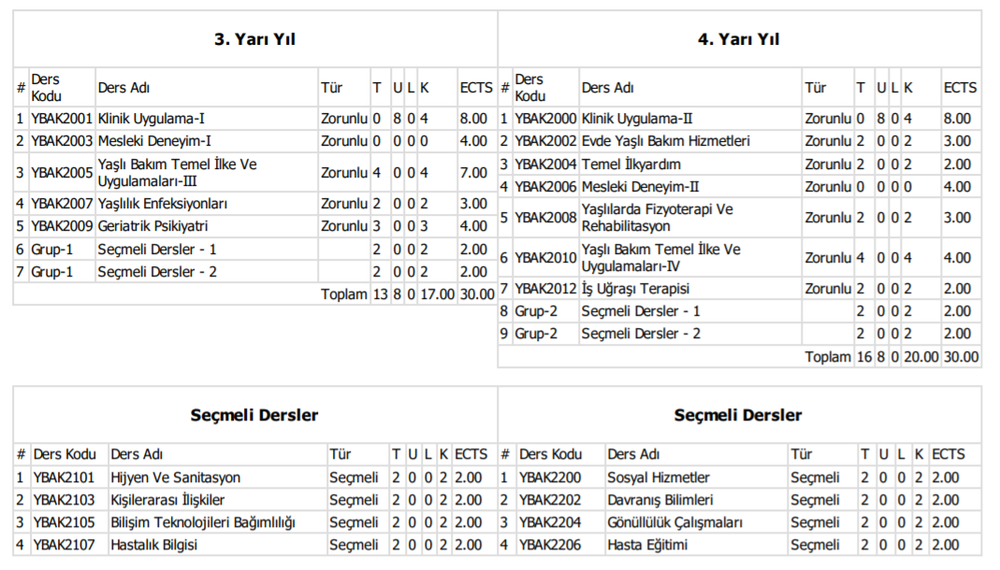 3. Yarı Yıl
# Ders Kodu Ders Adı Tür T U L K ECTS
1 YBAK2001 Klinik Uygulama-I Zorunlu 0 8 0 4 8.00
2 YBAK2003 Mesleki Deneyim-I Zorunlu 0 0 0 0 4.00
3 YBAK2005 Yaşlı Bakım Temel İlke Ve Uygulamaları-III Zorunlu 4 0 0 4 7.00
4 YBAK2007 Yaşlılık Enfeksiyonları Zorunlu 2 0 0 2 3.00
5 YBAK2009 Geriatrik Psikiyatri Zorunlu 3 0 0 3 4.00
6 Grup-1 Seçmeli Dersler - 1 2 0 0 2 2.00
7 Grup-1 Seçmeli Dersler - 2 2 0 0 2 2.00
Toplam 13 8 0 17.00 30.00
4. Yarı Yıl
# Ders Kodu Ders Adı Tür T U L K ECTS
1 YBAK2000 Klinik Uygulama-II Zorunlu 0 8 0 4 8.00
2 YBAK2002 Evde Yaşlı Bakım Hizmetleri Zorunlu 2 0 0 2 3.00
3 YBAK2004 Temel İlkyardım Zorunlu 2 0 0 2 2.00
4 YBAK2006 Mesleki Deneyim-II Zorunlu 0 0 0 0 4.00
5 YBAK2008 Yaşlılarda Fizyoterapi Ve Rehabilitasyon Zorunlu 2 0 0 2 3.00
6 YBAK2010 Yaşlı Bakım Temel İlke Ve Uygulamaları-IV Zorunlu 4 0 0 4 4.00
7 YBAK2012 İş Uğraşı Terapisi Zorunlu 2 0 0 2 2.00
8 Grup-2 Seçmeli Dersler - 1 2 0 0 2 2.00
9 Grup-2 Seçmeli Dersler - 2 2 0 0 2 2.00
Toplam 16 8 0 20.00 30.00
Seçmeli Dersler
# Ders Kodu Ders Adı Tür T U L K ECTS
1 YBAK2101 Hijyen Ve Sanitasyon Seçmeli 2 0 0 2 2.00
2 YBAK2103 Kişilerarası İlişkiler Seçmeli 2 0 0 2 2.00
3 YBAK2105 Bilişim Teknolojileri Bağımlılığı Seçmeli 2 0 0 2 2.00
4 YBAK2107 Hastalık Bilgisi Seçmeli 2 0 0 2 2.00
Seçmeli Dersler
# Ders Kodu Ders Adı Tür T U L K ECTS
1 YBAK2200 Sosyal Hizmetler Seçmeli 2 0 0 2 2.00
2 YBAK2202 Davranış Bilimleri Seçmeli 2 0 0 2 2.00
3 YBAK2204 Gönüllülük Çalışmaları Seçmeli 2 0 0 2 2.00
4 YBAK2206 Hasta Eğitimi Seçmeli 2 0 0 2 2.00